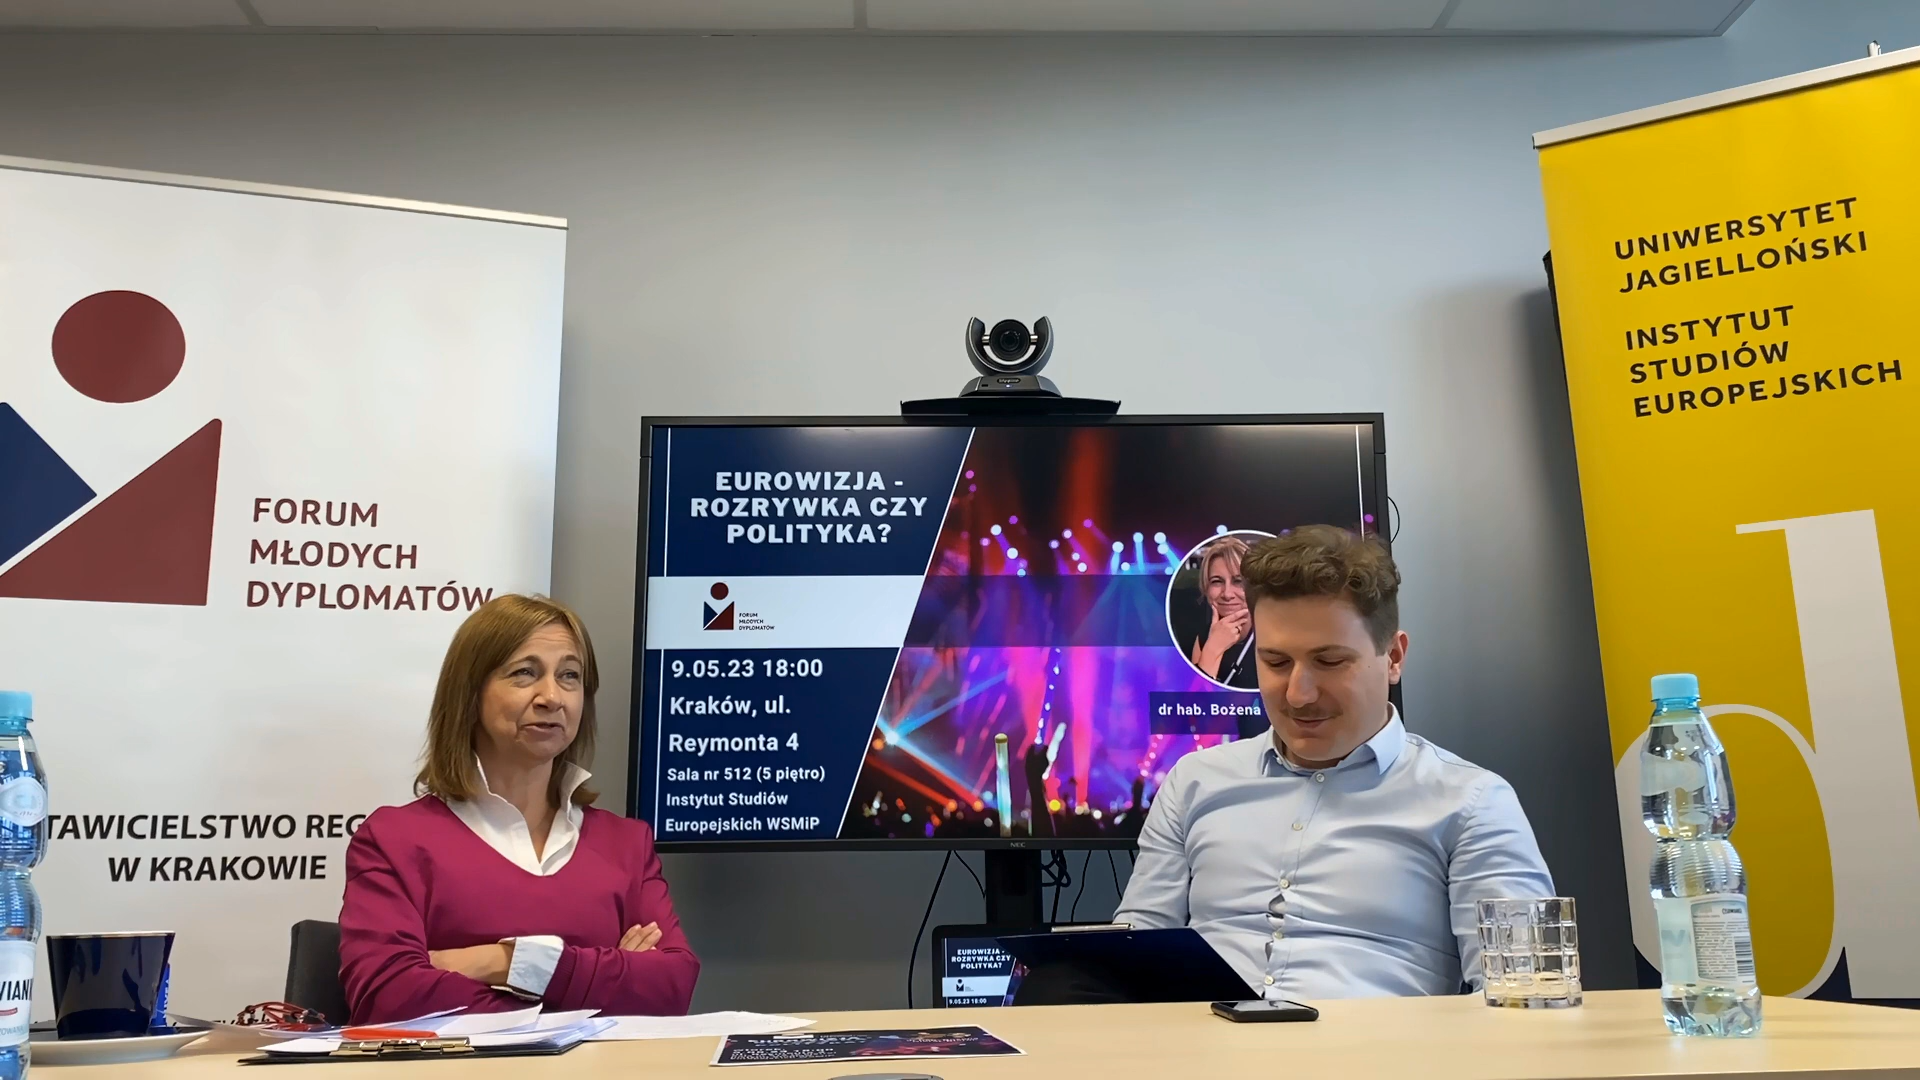 FORUM
MŁODYCH
DYPLOMATÓW
TAWICIELSTWO REG
W KRAKOWIE
EUROWIZJA -
ROZRYWKA CZY
POLITYKA?
FORUM
MŁODYCH
DYPLOMATÓW
9.05.23 18:00
Kraków, ul.
Reymonta 4
Sala nr 512 (5 piętro)
Instytut Studiów
Europejskich WSMiP
dr hab. Bożena
NEC
EUROWIZJA -
ROZRYWKA CZY
POLITYKA?
9.05.23 18:00
UNIWERSYTET
JAGIELLOŃSKI
INSTYTUT
STUDIÓW
EUROPEJSKICH